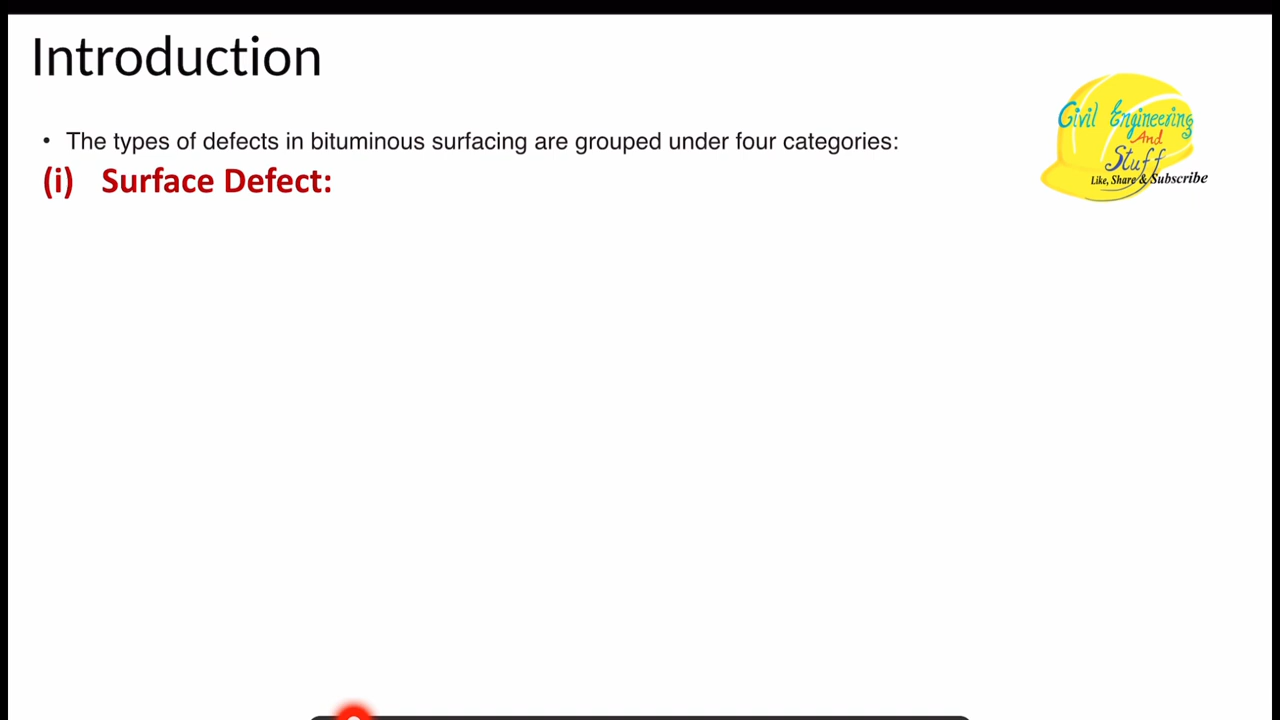 Introduction
• The types of defects in bituminous surfacing are grouped under four categories:
(i) Surface Defect:
Civil Engineering
And
Stuff
Like, Share & Subscribe